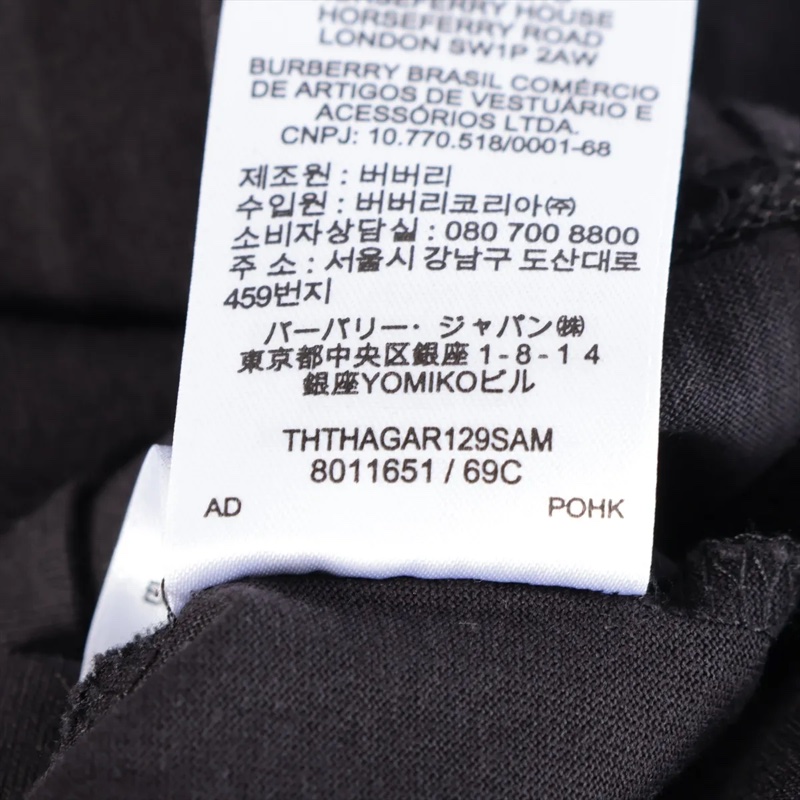 HORSEFERRY HOUSE
HORSEFERRY ROAD
LONDON SW1P 2AW
BURBERRY BRASIL COMÉRCIO
DE ARTIGOS DE VESTUÁRIO E
ACESSÓRIOS LTDA.
CNPJ: 10.770.518/0001-68
제조원 : 버버리
수입원 : 버버리코리아㈜
소비자상담실 : 080 700 8800
주 소 : 서울시 강남구 도산대로
459번지
バーバリー・ジャパン㈱
東京都中央区銀座 1-8-14
銀座YOMIKOビル
THTHAGAR129SAM
8011651 / 69C
AD
POHK